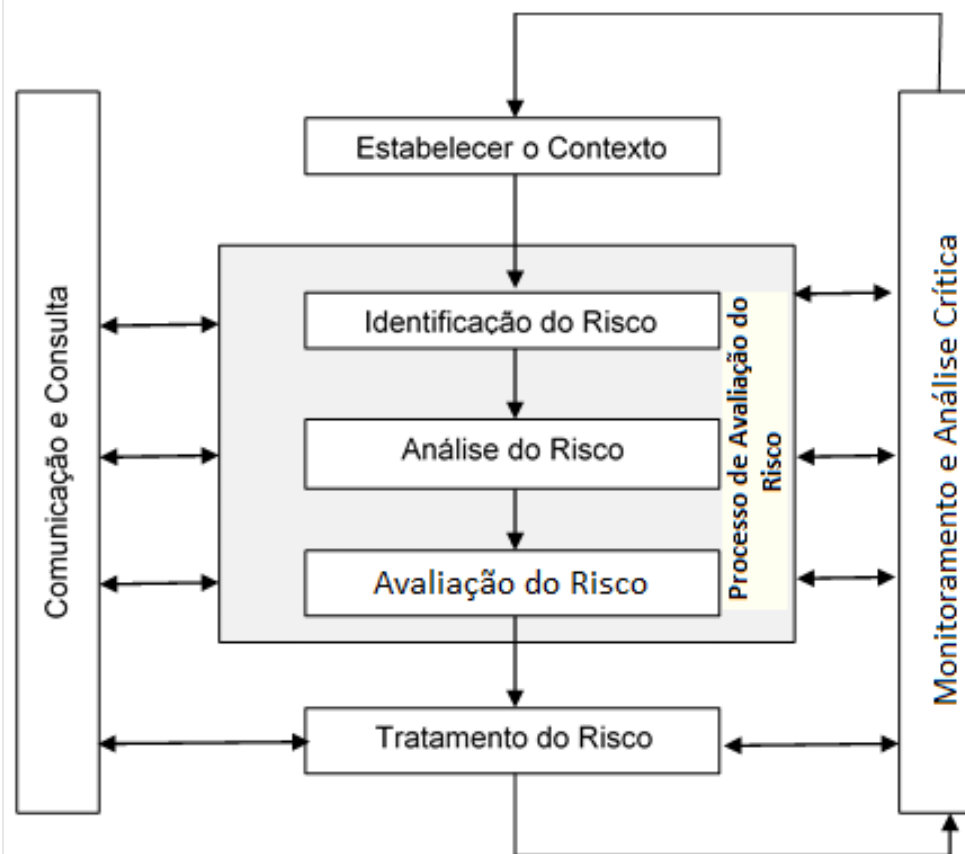 Estabelecer o Contexto
Comunicação e Consulta
Identificação do Risco
Análise do Risco
Avaliação do Risco
Processo de Avaliação do
Risco
Tratamento do Risco
Monitoramento e Análise Crítica